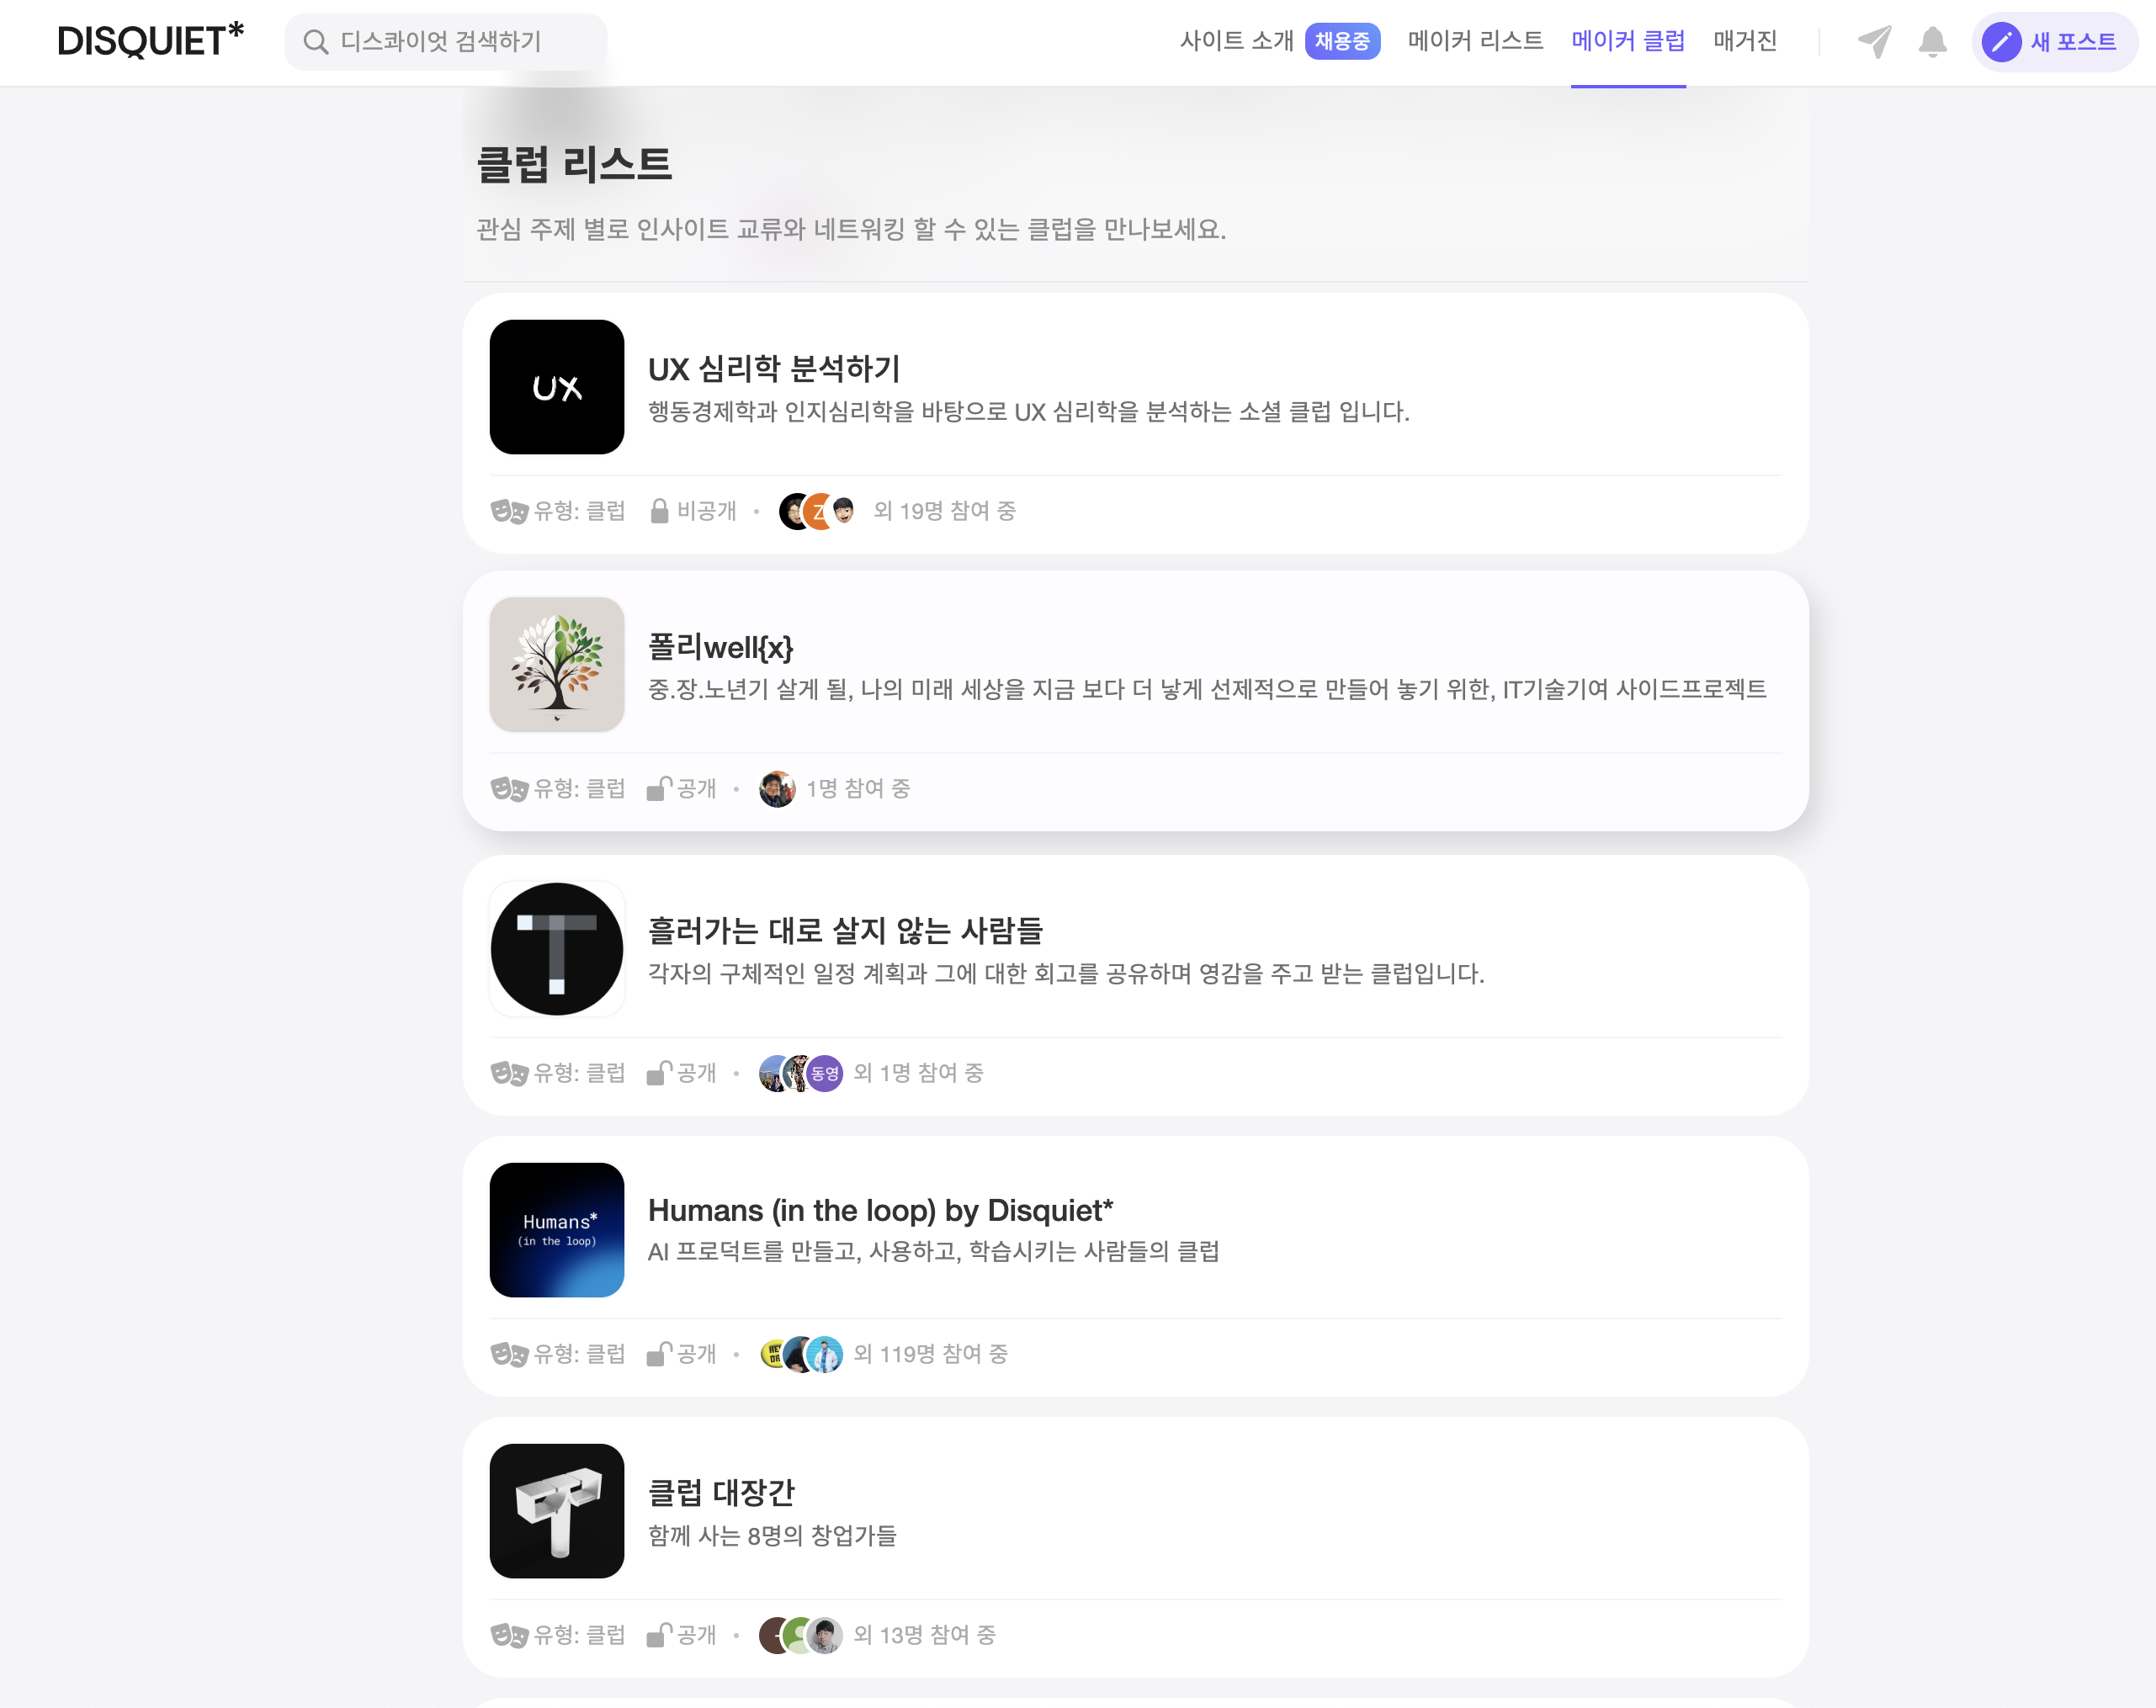 DISQUIET*
디스콰이엇 검색하기
사이트 소개 채용중 메이커 리스트 메이커 클럽 매거진 새 포스트
클럽 리스트
관심 주제 별로 인사이트 교류와 네트워킹 할 수 있는 클럽을 만나보세요.
UX
UX 심리학 분석하기
행동경제학과 인지심리학을 바탕으로 UX 심리학을 분석하는 소셜 클럽 입니다.
유형: 클럽 비공개 • Z 외 19명 참여 중
폴리well{x}
중.장.노년기 살게 될, 나의 미래 세상을 지금 보다 더 낳게 선제적으로 만들어 놓기 위한, IT기술기여 사이드프로젝트
유형: 클럽 공개 • 1명 참여 중
흘러가는 대로 살지 않는 사람들
각자의 구체적인 일정 계획과 그에 대한 회고를 공유하며 영감을 주고 받는 클럽입니다.
유형: 클럽 공개 • 동영 외 1명 참여 중
Humans*
(in the loop)
Humans (in the loop) by Disquiet*
AI 프로덕트를 만들고, 사용하고, 학습시키는 사람들의 클럽
유형: 클럽 공개 • 외 119명 참여 중
클럽 대장간
함께 사는 8명의 창업가들
유형: 클럽 공개 • 외 13명 참여 중